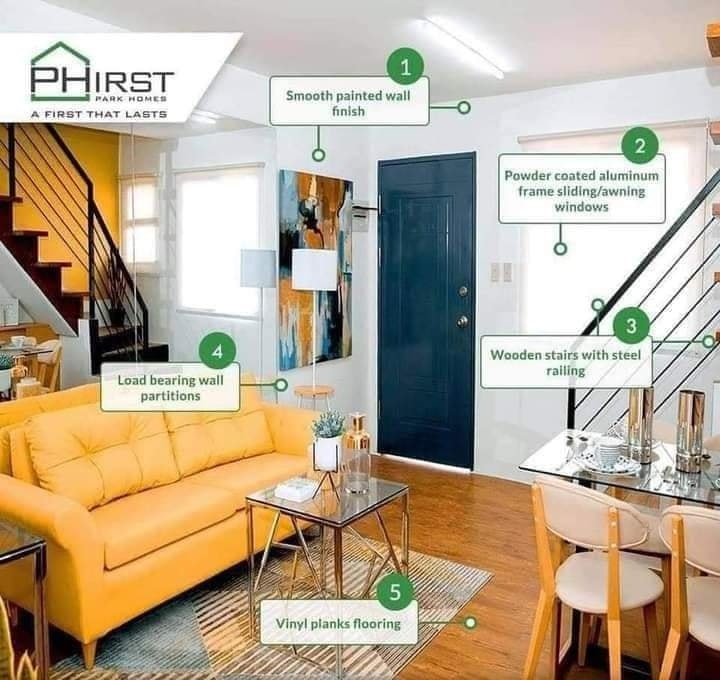 PHIRST
PARK HOMES
A FIRST THAT LASTS
1
Smooth painted wall
finish
2
Powder coated aluminum
frame sliding/awning
windows
3
Wooden stairs with steel
railing
4
Load bearing wall
partitions
5
Vinyl planks flooring